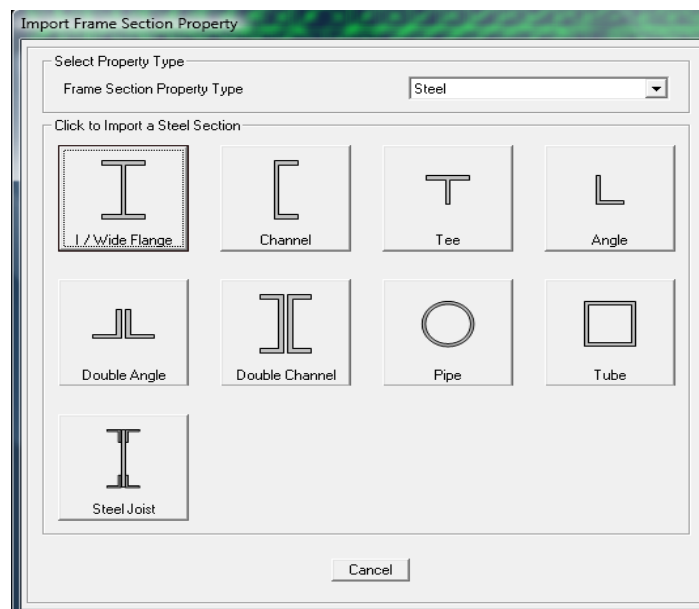 Import Frame Section Property
Select Property Type
Frame Section Property Type
Steel
Click to Import a Steel Section
I / Wide Flange
Channel
Tee
Angle
Double Angle
Double Channel
Pipe
Tube
Steel Joist
Cancel